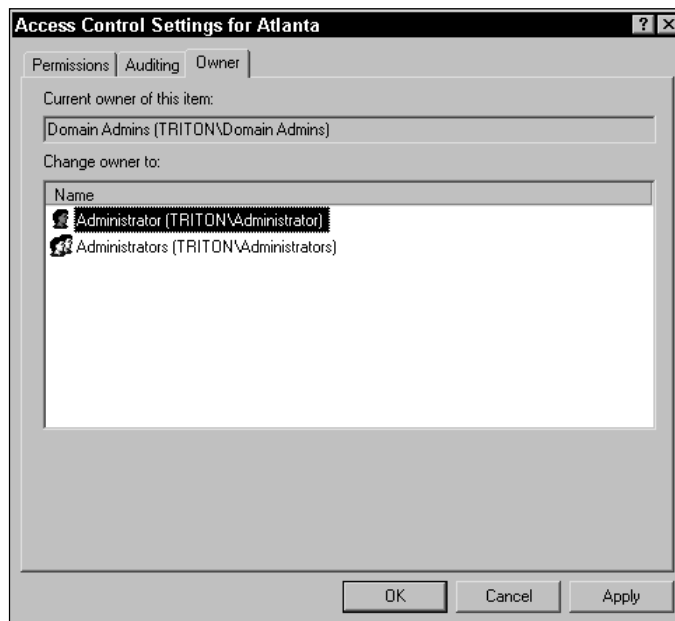 Access Control Settings for Atlanta
Permissions Auditing Owner
Current owner of this item:
Domain Admins (TRITON\Domain Admins)
Change owner to:
Name
Administrator (TRITON\Administrator)
Administrators (TRITON\Administrators)
OK Cancel Apply